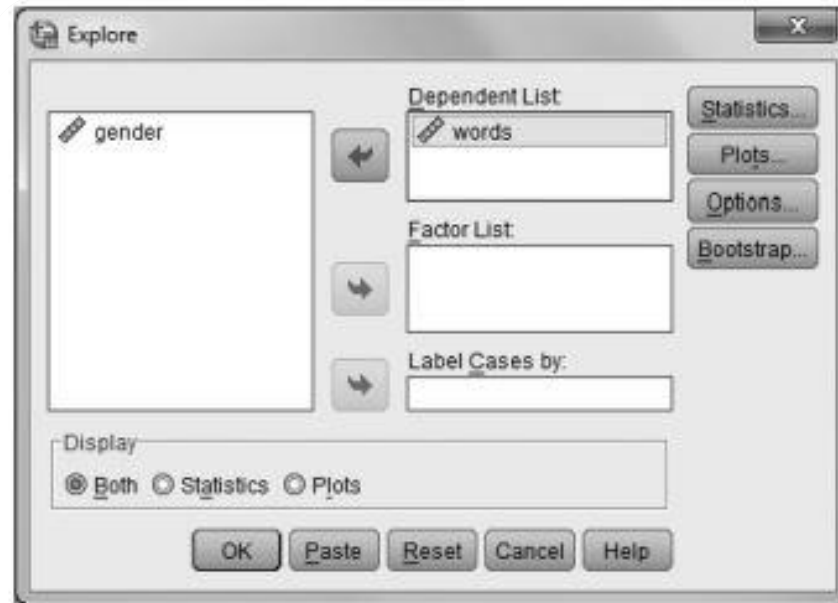 Explore
x
Dependent List:
gender
words
Statistics...
Plots...
Options...
Factor List:
Bootstrap...
Label Cases by:
Display
Both Statistics Plots
OK Paste Reset Cancel Help